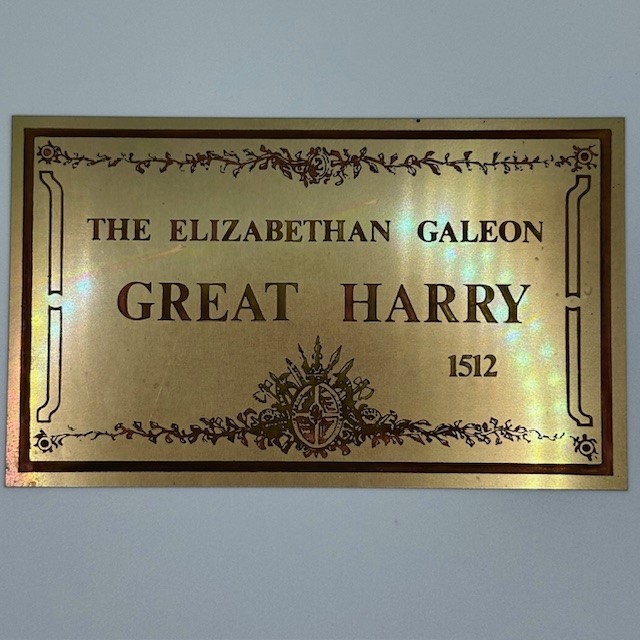 THE ELIZABETHAN GALEON
GREAT HARRY
1512